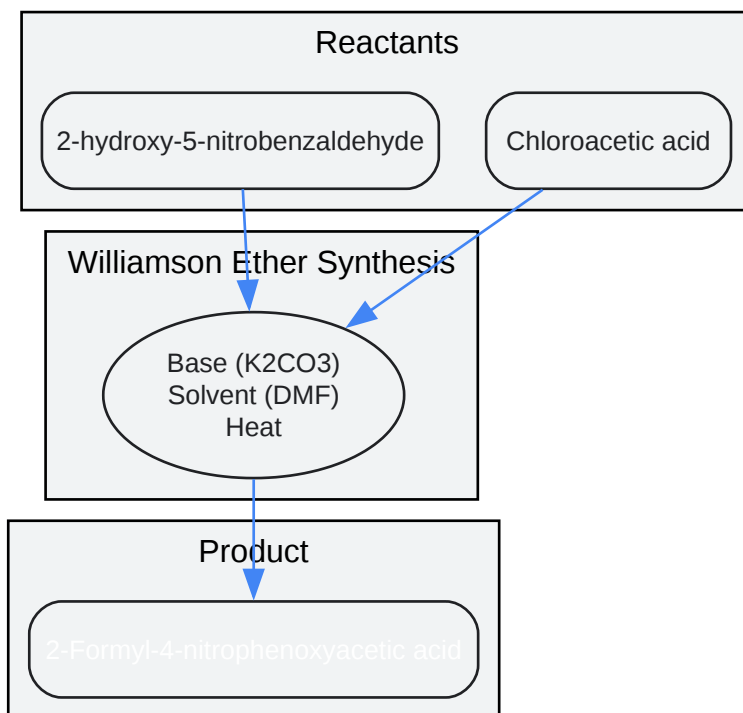 Reactants
2-hydroxy-5-nitrobenzaldehyde
Chloroacetic acid
Williamson Ether Synthesis
Base (K2CO3)
Solvent (DMF)
Heat
Product
2-Formyl-4-nitrophenoxyacetic acid